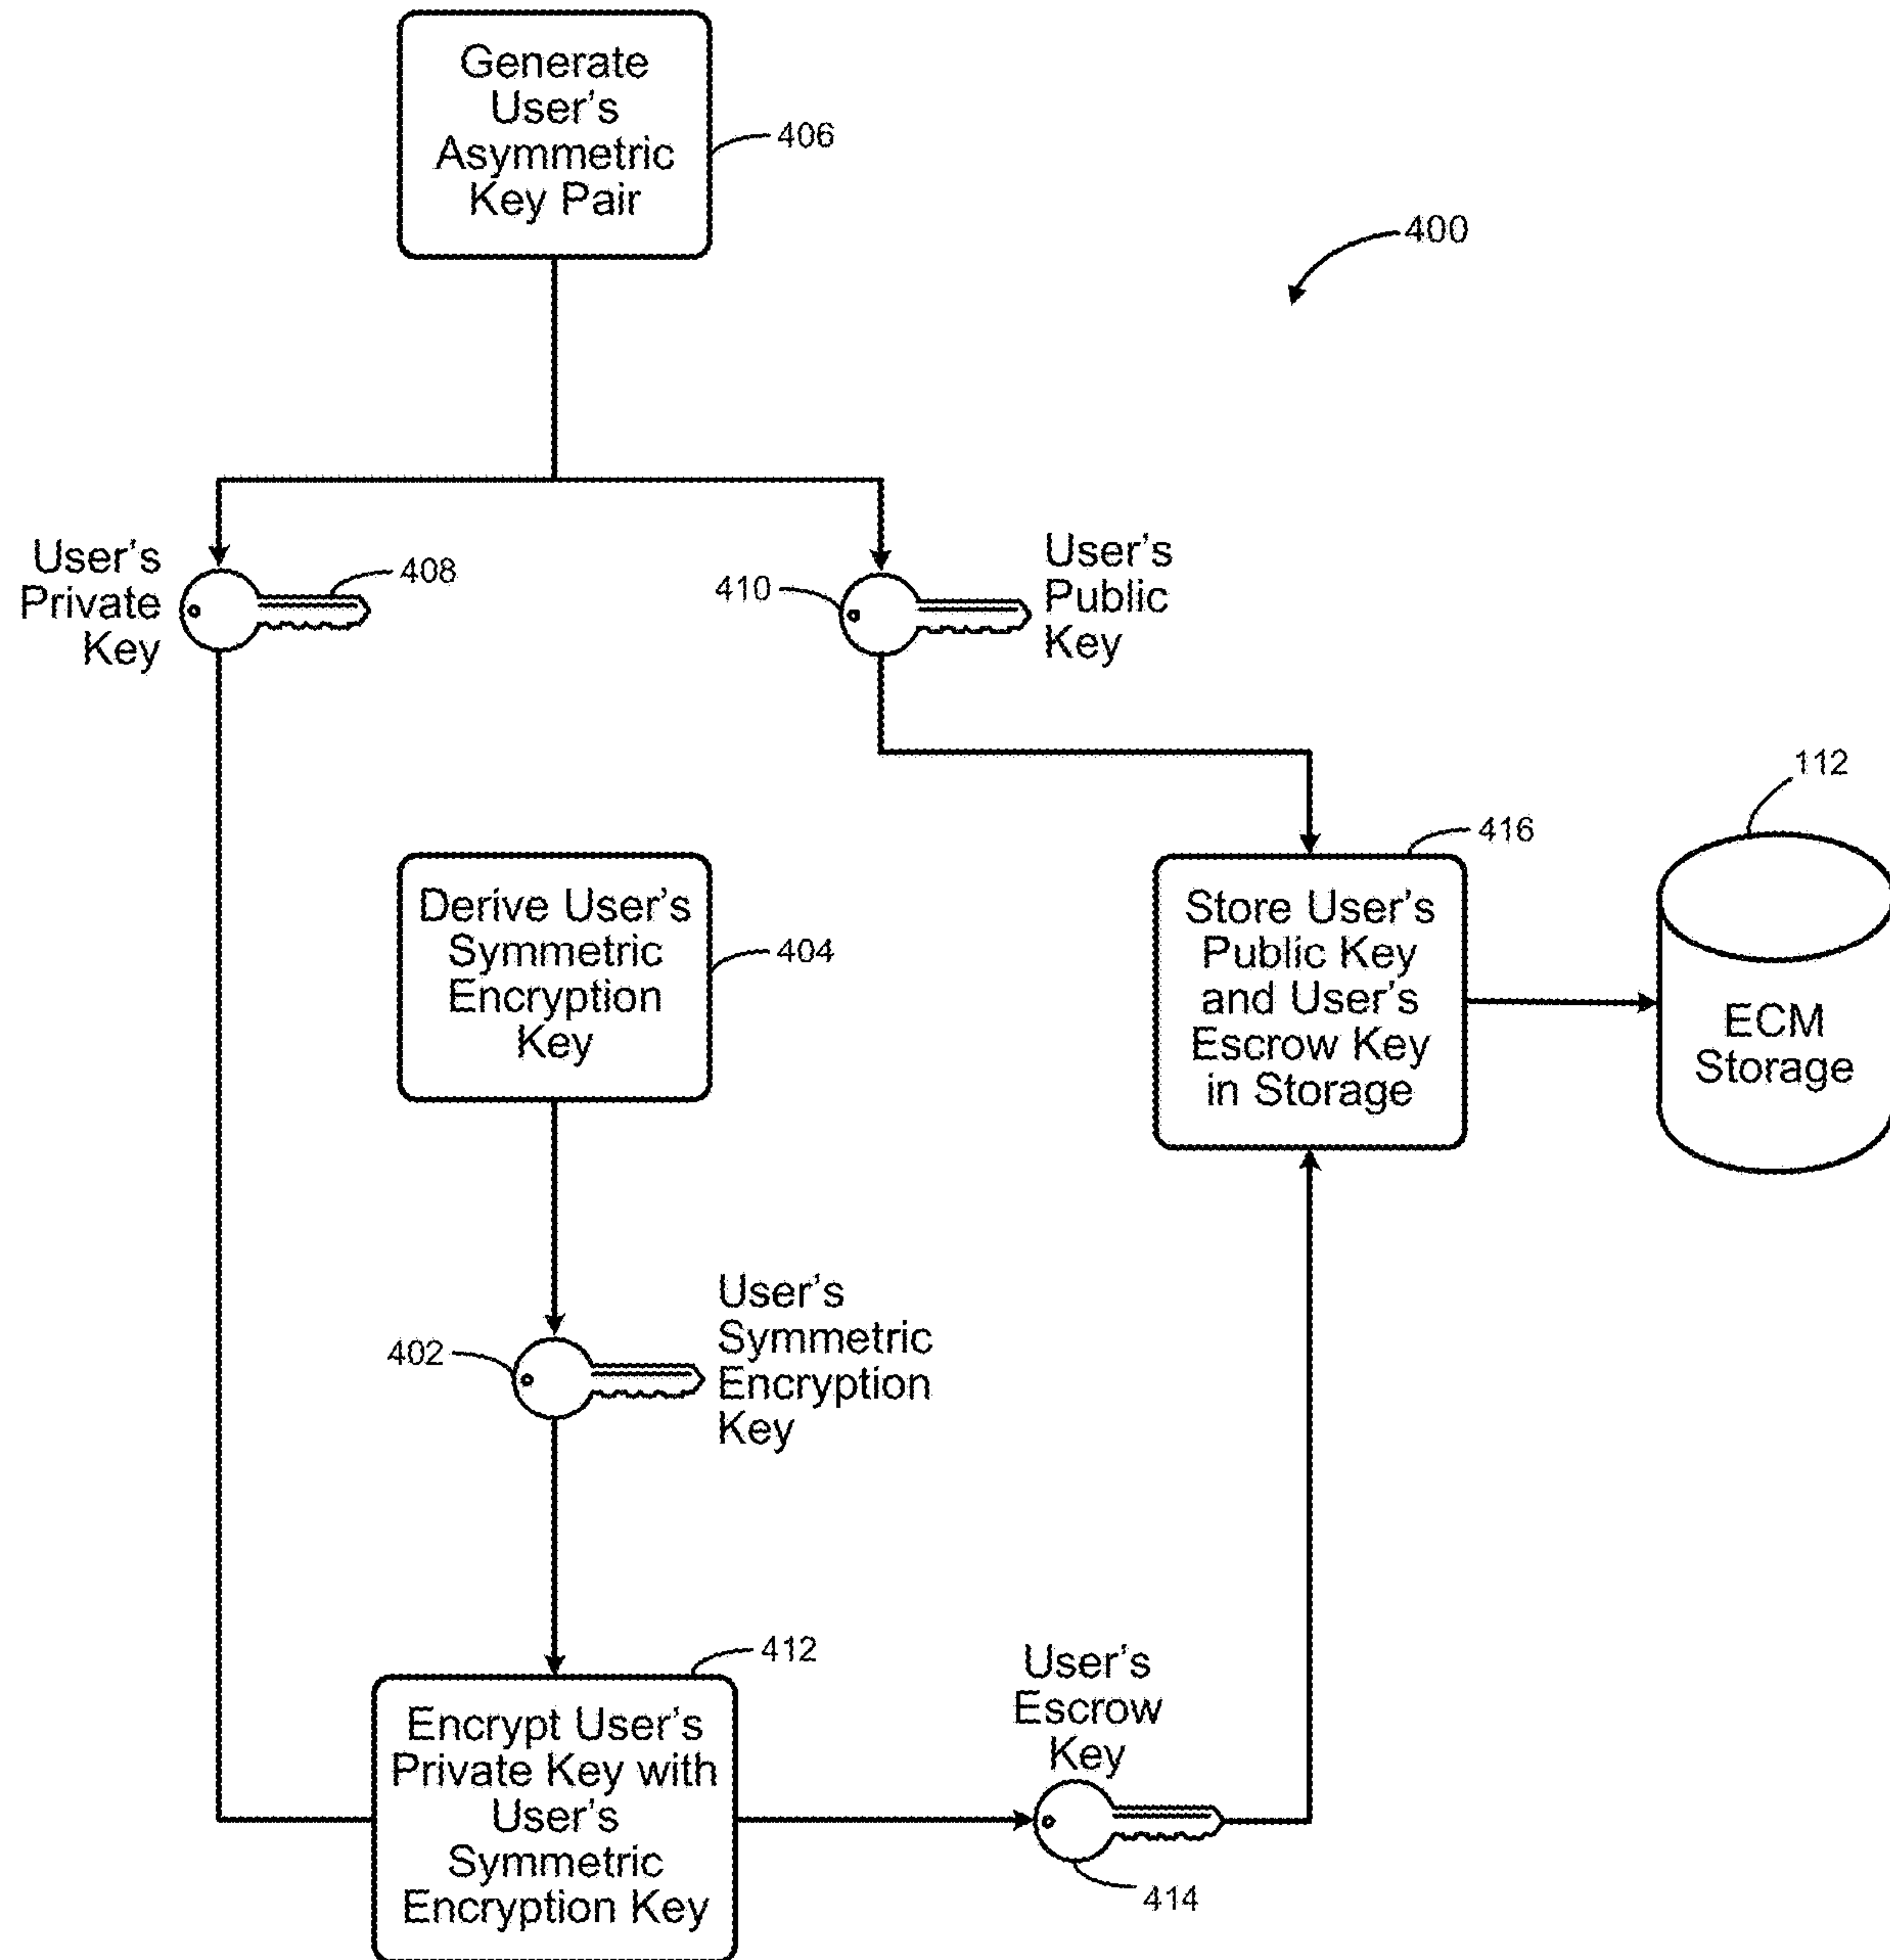 Generate
User's
Asymmetric
Key Pair
406
400
User's
Private
Key
408
410
User's
Public
Key
112
416
Derive User's
Symmetric
Encryption
Key
404
Store User's
Public Key
and User's
Escrow Key
in Storage
ECM
Storage
402
User's
Symmetric
Encryption
Key
412
Encrypt User's
Private Key with
User's
Symmetric
Encryption Key
User's
Escrow
Key
414